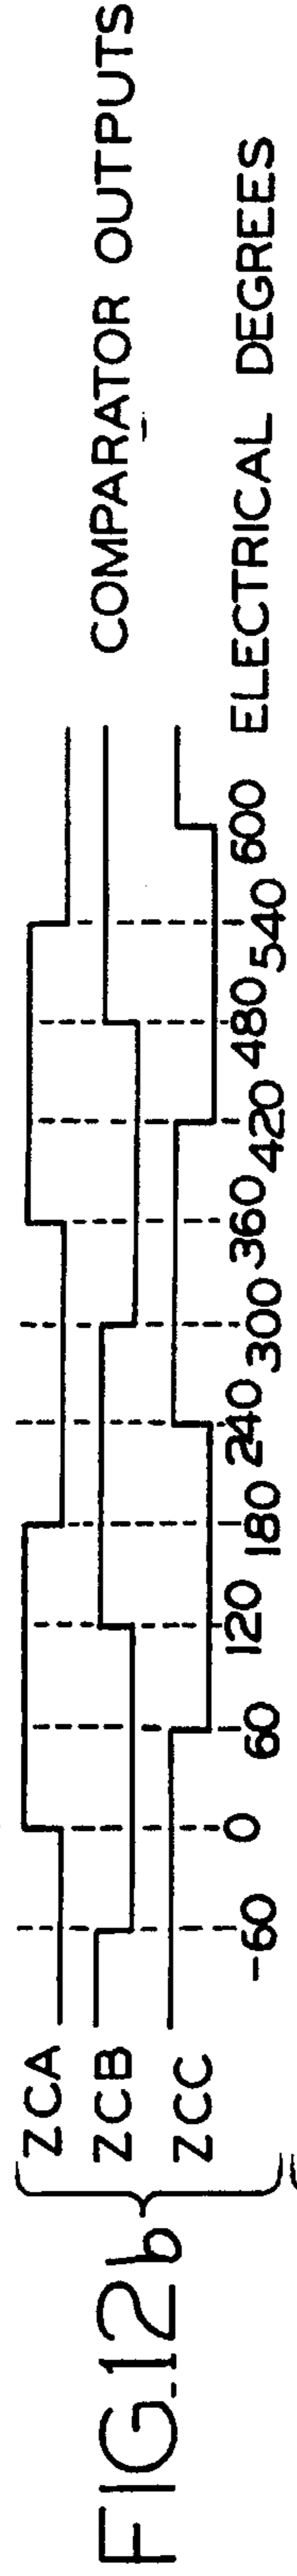 FIG.12b
ZCA
ZCB
ZCC
COMPARATOR OUTPUTS
-60 0 60 120 180 240 300 360 420 480 540 600 ELECTRICAL DEGREES